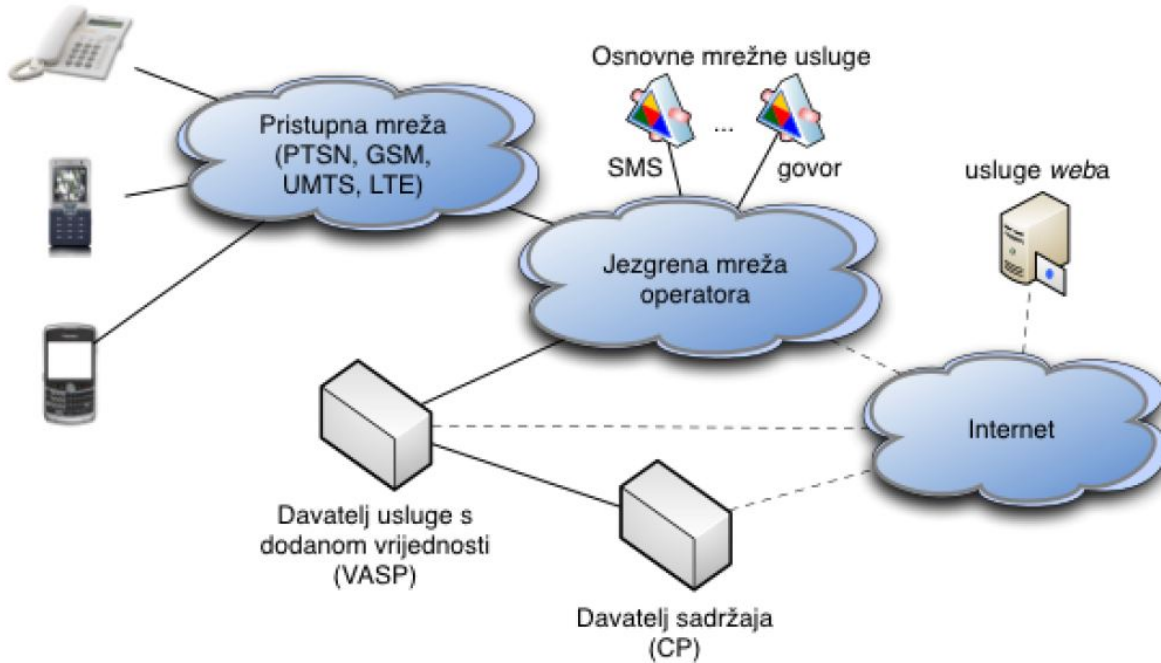 Osnovne mrežne usluge
Pristupna mreža
(PTSN, GSM,
UMTS, LTE)
...
SMS
govor
usluge weba
Jezgrena mreža
operatora
Internet
Davatelj usluge s
dodanom vrijednosti
(VASP)
Davatelj sadržaja
(CP)